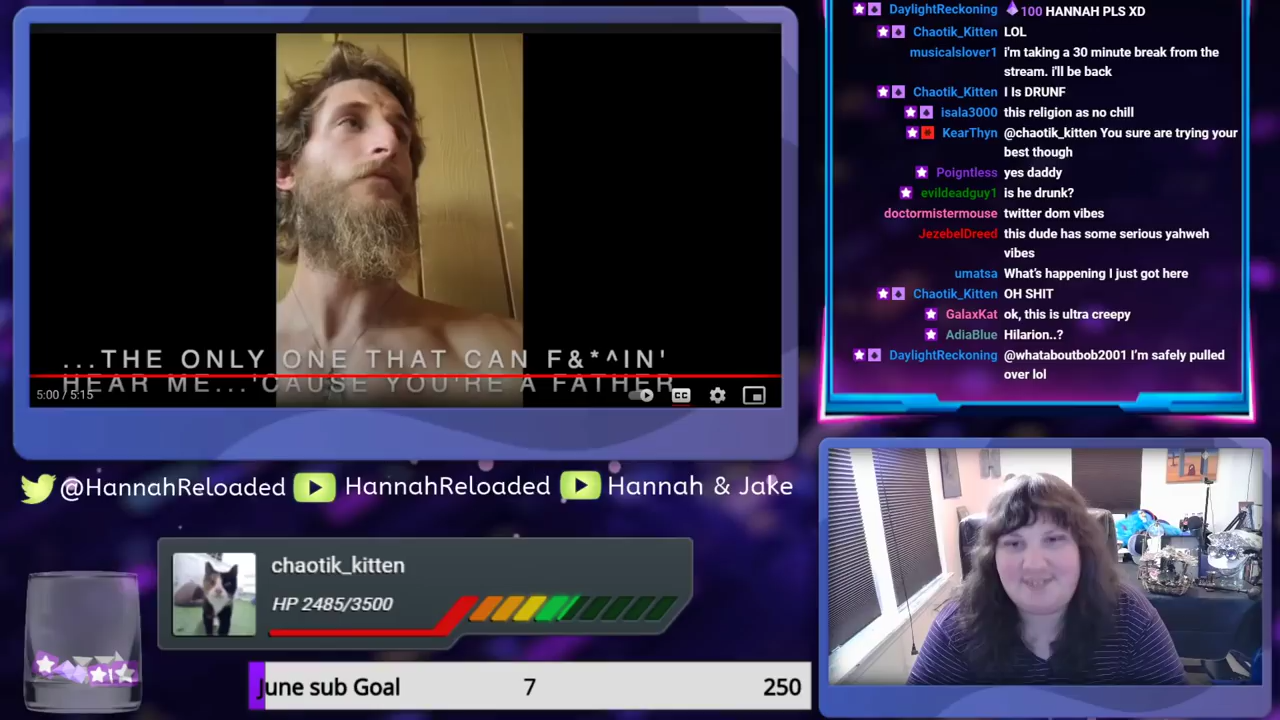 ...THE ONLY ONE THAT CAN F&*^IN'
HEAR ME...'CAUSE YOU'RE A FATHER
5:00 / 5:15
CC
@HannahReloaded
HannahReloaded
Hannah & Jake
chaotik_kitten
HP 2485/3500
June sub Goal 7 250
DaylightReckoning 100 HANNAH PLS XD
Chaotik_Kitten LOL
musicalslover1 i'm taking a 30 minute break from the
stream. i'll be back
Chaotik_Kitten I Is DRUNF
isala3000 this religion as no chill
KearThyn @chaotik_kitten You sure are trying your
best though
Poigntless yes daddy
evildeadguy1 is he drunk?
doctormistermouse twitter dom vibes
JezebelDreed this dude has some serious yahweh
vibes
umatsa What's happening I just got here
Chaotik_Kitten OH SHIT
GalaxKat ok, this is ultra creepy
AdiaBlue Hilarion..?
DaylightReckoning @whataboutbob2001 I'm safely pulled
over lol